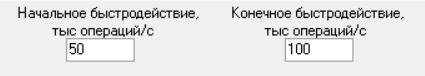 Начальное быстродействие,
тыс операций/с
50
Конечное быстродействие,
тыс операций/с
100